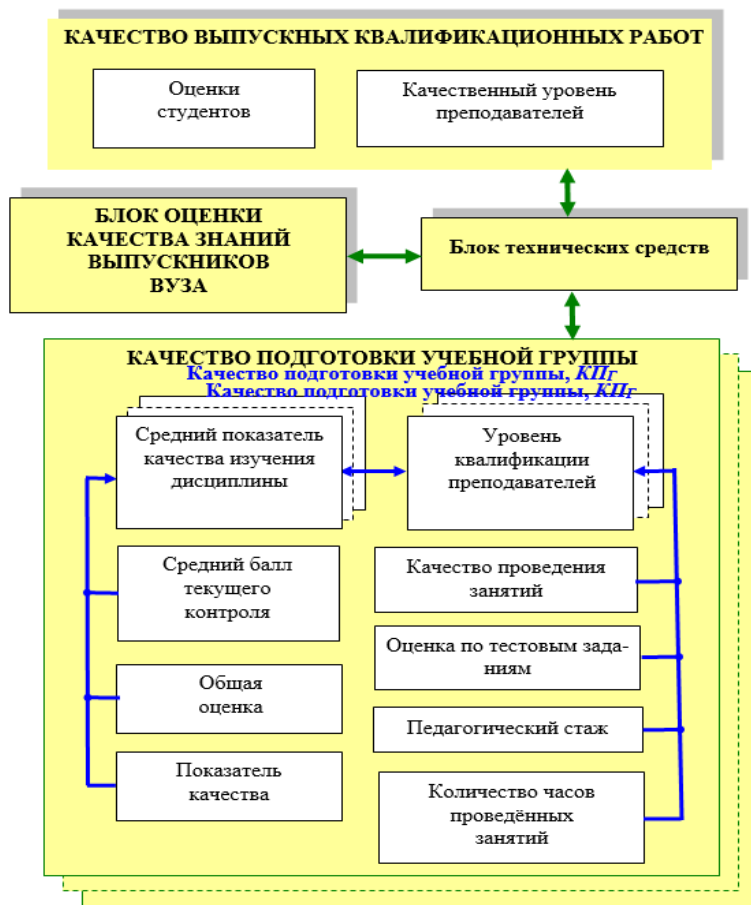 КАЧЕСТВО ВЫПУСКНЫХ КВАЛИФИКАЦИОННЫХ РАБОТ
Оценки
студентов
Качественный уровень
преподавателей
БЛОК ОЦЕНКИ
КАЧЕСТВА ЗНАНИЙ
ВЫПУСКНИКОВ
ВУЗА
Блок технических средств
КАЧЕСТВО ПОДГОТОВКИ УЧЕБНОЙ ГРУППЫ
Качество подготовки учебной группы, КПг
Качество подготовки учебной группы, КПг
Средний показатель
качества изучения
дисциплины
Уровень
квалификации
преподавателей
Средний балл
текущего
контроля
Качество проведения
занятий
Оценка по тестовым зада-
ниям
Общая
оценка
Педагогический стаж
Показатель
качества
Количество часов
проведённых
занятий